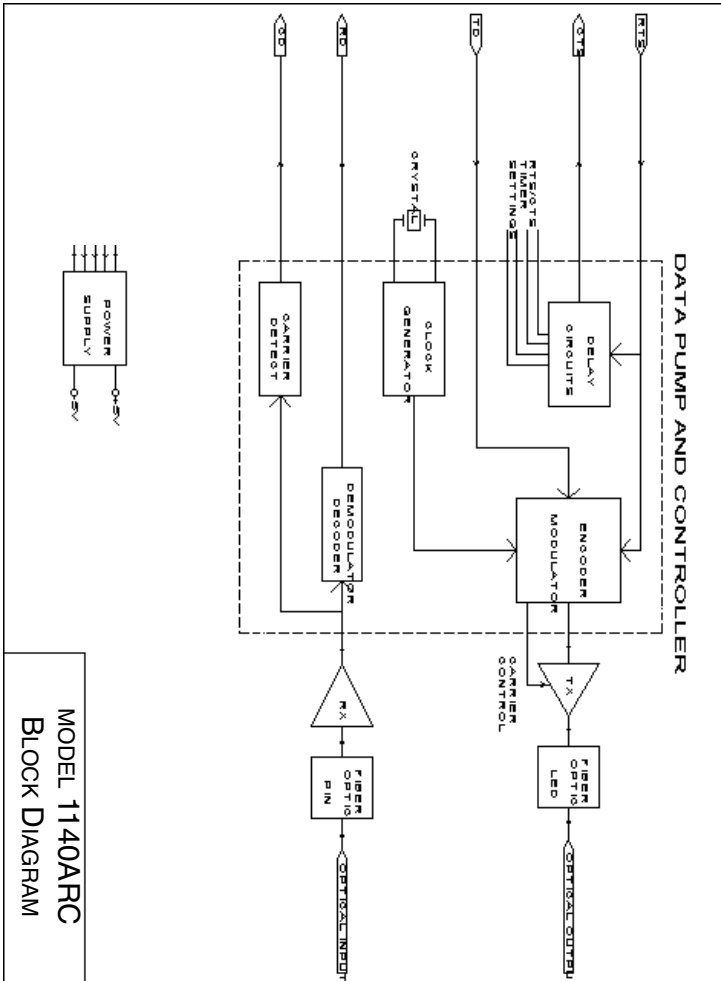 DATA PUMP AND CONTROLLER
RTS
CTS
DELAY
CIRCUITS
RTS/CTS
TIMER
SETTINGS
TD
ENCODER
MODULATOR
TX
CARRIER
CONTROL
FIBER
OPTIC
LED
OPTICAL OUTPU
CRYSTAL
CLOCK
GENERATOR
RD
DEMODULATOR
DECODER
RX
FIBER
OPTIC
PIN
OPTICAL INPUT
CD
CARRIER
DETECT
POWER
SUPPLY
+5V
-5V
MODEL 1140ARC
BLOCK DIAGRAM